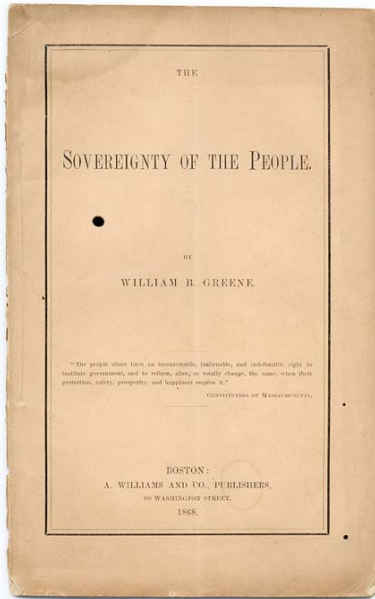 THE
SOVEREIGNTY OF THE PEOPLE.
BY
WILLIAM B. GREENE.
"The people alone have an incontestable, inalienable, and indefeasible right to
institute government, and to reform, alter, or totally change, the same, when their
protection, safety, prosperity, and happiness require it."
CONSTITUTION OF MASSACHUSETTS.
BOSTON:
A. WILLIAMS AND CO., PUBLISHERS,
WASHINGTON STREET.
1868.